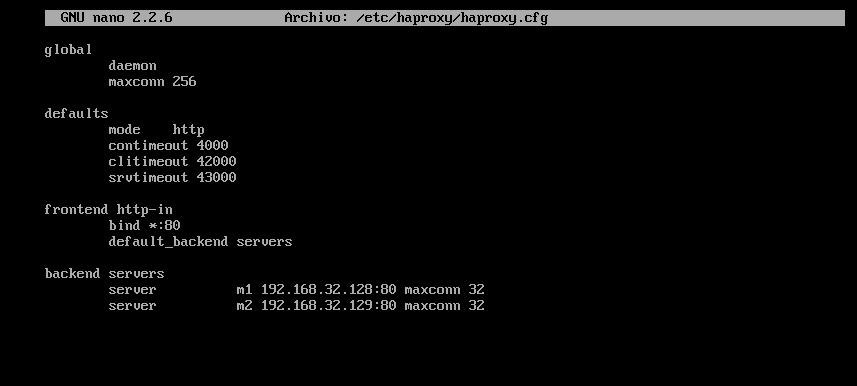 GNU nano 2.2.6 Archivo: /etc/haproxy/haproxy.cfg
global
daemon
maxconn 256
defaults
mode http
contimeout 4000
clitimeout 42000
srvtimeout 43000
frontend http-in
bind *:80
default_backend servers
backend servers
server m1 192.168.32.128:80 maxconn 32
server m2 192.168.32.129:80 maxconn 32